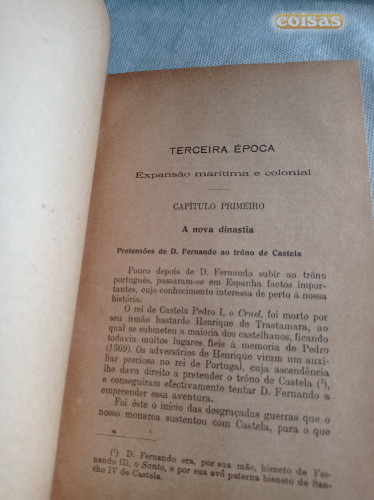 coisas
TERCEIRA ÉPOCA
Expansão marítima e colonial
CAPÍTULO PRIMEIRO
A nova dinastia
Pretensões de D. Fernando ao trôno de Castela
Pouco depois de D. Fernando subir ao trôno
português, passaram-se em Espanha factos impor-
tantes, cujo conhecimento interessa de perto à nossa
história.
O rei de Castela Pedro I, o Cruel, foi morto por
seu irmão bastardo Henrique de Trastamara, ao
qual se submeteu a maioria dos castelhanos, ficando
todavia muitos lugares fieis á memoria de Pedro
(1369). Os adversários de Henrique viram um auxi-
liar precioso no rei de Portugal, cuja ascendência
lhe dava direito a pretender o trôno de Castela (¹),
e conseguiram efectivamente tentar D. Fernando a
empreender essa aventura.
Foi êste o inicio das desgraçadas guerras que o
nosso monarca sustentou com Castela, para o que
(¹) D. Fernando era, por sua mãe, bisneto de Fer-
nando III, o Santo, e por sua avó paterna bisneto de San-
cho IV de Castela.